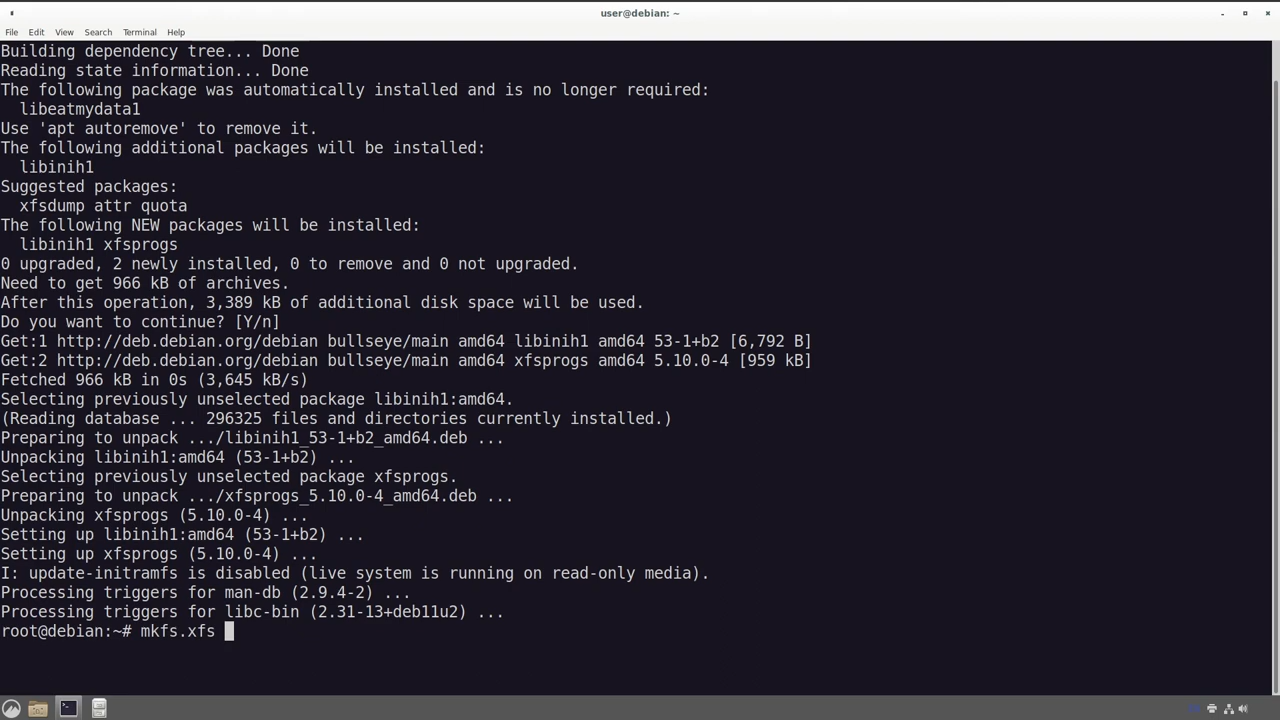 user@debian: ~
File Edit View Search Terminal Help
Building dependency tree... Done
Reading state information... Done
The following package was automatically installed and is no longer required:
  libeatmydata1
Use 'apt autoremove' to remove it.
The following additional packages will be installed:
  libinih1
Suggested packages:
  xfsdump attr quota
The following NEW packages will be installed:
  libinih1 xfsprogs
0 upgraded, 2 newly installed, 0 to remove and 0 not upgraded.
Need to get 966 kB of archives.
After this operation, 3,389 kB of additional disk space will be used.
Do you want to continue? [Y/n]
Get:1 http://deb.debian.org/debian bullseye/main amd64 libinih1 amd64 53-1+b2 [6,792 B]
Get:2 http://deb.debian.org/debian bullseye/main amd64 xfsprogs amd64 5.10.0-4 [959 kB]
Fetched 966 kB in 0s (3,645 kB/s)
Selecting previously unselected package libinih1:amd64.
(Reading database ... 296325 files and directories currently installed.)
Preparing to unpack .../libinih1_53-1+b2_amd64.deb ...
Unpacking libinih1:amd64 (53-1+b2) ...
Selecting previously unselected package xfsprogs.
Preparing to unpack .../xfsprogs_5.10.0-4_amd64.deb ...
Unpacking xfsprogs (5.10.0-4) ...
Setting up libinih1:amd64 (53-1+b2) ...
Setting up xfsprogs (5.10.0-4) ...
I: update-initramfs is disabled (live system is running on read-only media).
Processing triggers for man-db (2.9.4-2) ...
Processing triggers for libc-bin (2.31-13+deb11u2) ...
root@debian:~# mkfs.xfs